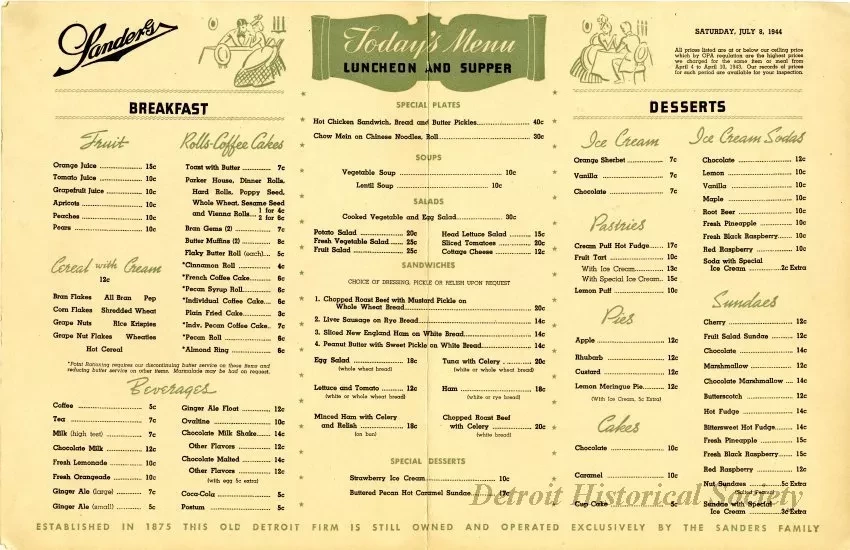 Sanders
Today's Menu
LUNCHEON AND SUPPER
SATURDAY, JULY 8, 1944
All prices listed are at or below our ceiling price
which by OPA regulation are the highest prices
we charged for the same item or meal from
April 4 to April 10, 1943. Our records of prices
for such period are available for your inspection.
BREAKFAST
Fruit
Orange Juice 15c
Tomato Juice 10c
Grapefruit Juice 10c
Apricots 10c
Peaches 10c
Pears 10c
Cereal with Cream
12c
Bran Flakes All Bran Pep
Corn Flakes Shredded Wheat
Grape Nuts Rice Krispies
Grape Nut Flakes Wheaties
Hot Cereal
Rolls-Coffee Cakes
Toast with Butter 7c
Parker House, Dinner Rolls,
Hard Rolls, Poppy Seed,
Whole Wheat, Sesame Seed
and Vienna Rolls 1 for 4c
2 for 6c
Bran Gems (2) 7c
Butter Muffins (2) 8c
Flaky Butter Roll (each) 5c
*Cinnamon Roll 4c
*French Coffee Cake 6c
*Pecan Syrup Roll 6c
*Individual Coffee Cake 6c
Plain Fried Cake 3c
*Indv. Pecan Coffee Cake 7c
*Pecan Roll 6c
*Almond Ring 6c
*Point Rationing requires our discontinuing butter service on these items and
reducing butter service on other items. Marmalade may be had on request.
Beverages
Coffee 5c
Tea 7c
Milk (high test) 7c
Chocolate Milk 12c
Fresh Lemonade 10c
Fresh Orangeade 10c
Ginger Ale (large) 7c
Ginger Ale (small) 5c
Ginger Ale Float 12c
Ovaltine 10c
Chocolate Milk Shake 14c
Other Flavors 12c
Chocolate Malted 14c
Other Flavors 12c
(with egg 5c extra)
Coca-Cola 5c
Postum 5c
SPECIAL PLATES
Hot Chicken Sandwich, Bread and Butter Pickles 40c
Chow Mein on Chinese Noodles, Roll 30c
SOUPS
Vegetable Soup 10c
Lentil Soup 10c
SALADS
Cooked Vegetable and Egg Salad 30c
Potato Salad 20c
Fresh Vegetable Salad 25c
Fruit Salad 25c
Head Lettuce Salad 15c
Sliced Tomatoes 20c
Cottage Cheese 12c
SANDWICHES
CHOICE OF DRESSING, PICKLE OR RELISH UPON REQUEST
1. Chopped Roast Beef with Mustard Pickle on
Whole Wheat Bread 20c
2. Liver Sausage on Rye Bread 14c
3. Sliced New England Ham on White Bread 14c
4. Peanut Butter with Sweet Pickle on White Bread 14c
Egg Salad 18c
(whole wheat bread)
Tuna with Celery 20c
(white or whole wheat bread)
Lettuce and Tomato 12c
(white or whole wheat bread)
Ham 18c
(white or rye bread)
Minced Ham with Celery
and Relish 18c
(on bun)
Chopped Roast Beef
with Celery 20c
(white bread)
SPECIAL DESSERTS
Strawberry Ice Cream 10c
Buttered Pecan Hot Caramel Sundae 17c
DESSERTS
Ice Cream
Orange Sherbet 7c
Vanilla 7c
Chocolate 7c
Pastries
Cream Puff Hot Fudge 17c
Fruit Tart 10c
With Ice Cream 13c
With Special Ice Cream 15c
Lemon Puff 10c
Pies
Apple 12c
Rhubarb 12c
Custard 12c
Lemon Meringue Pie 12c
(With Ice Cream, 5c Extra)
Cakes
Chocolate 10c
Caramel 10c
Cup Cake 5c
Ice Cream Sodas
Chocolate 12c
Lemon 10c
Vanilla 10c
Maple 10c
Root Beer 10c
Fresh Pineapple 10c
Fresh Black Raspberry 10c
Red Raspberry 10c
Soda with Special
Ice Cream 2c Extra
Sundaes
Cherry 12c
Fruit Salad Sundae 12c
Chocolate 14c
Marshmallow 12c
Chocolate Marshmallow 14c
Butterscotch 12c
Hot Fudge 14c
Bittersweet Hot Fudge 14c
Fresh Pineapple 15c
Fresh Black Raspberry 15c
Red Raspberry 12c
Nut Sundaes 5c Extra
Sundae with Special
Ice Cream 3c Extra
Detroit Historical Society
ESTABLISHED IN 1875 THIS OLD DETROIT FIRM IS STILL OWNED AND OPERATED EXCLUSIVELY BY THE SANDERS FAMILY